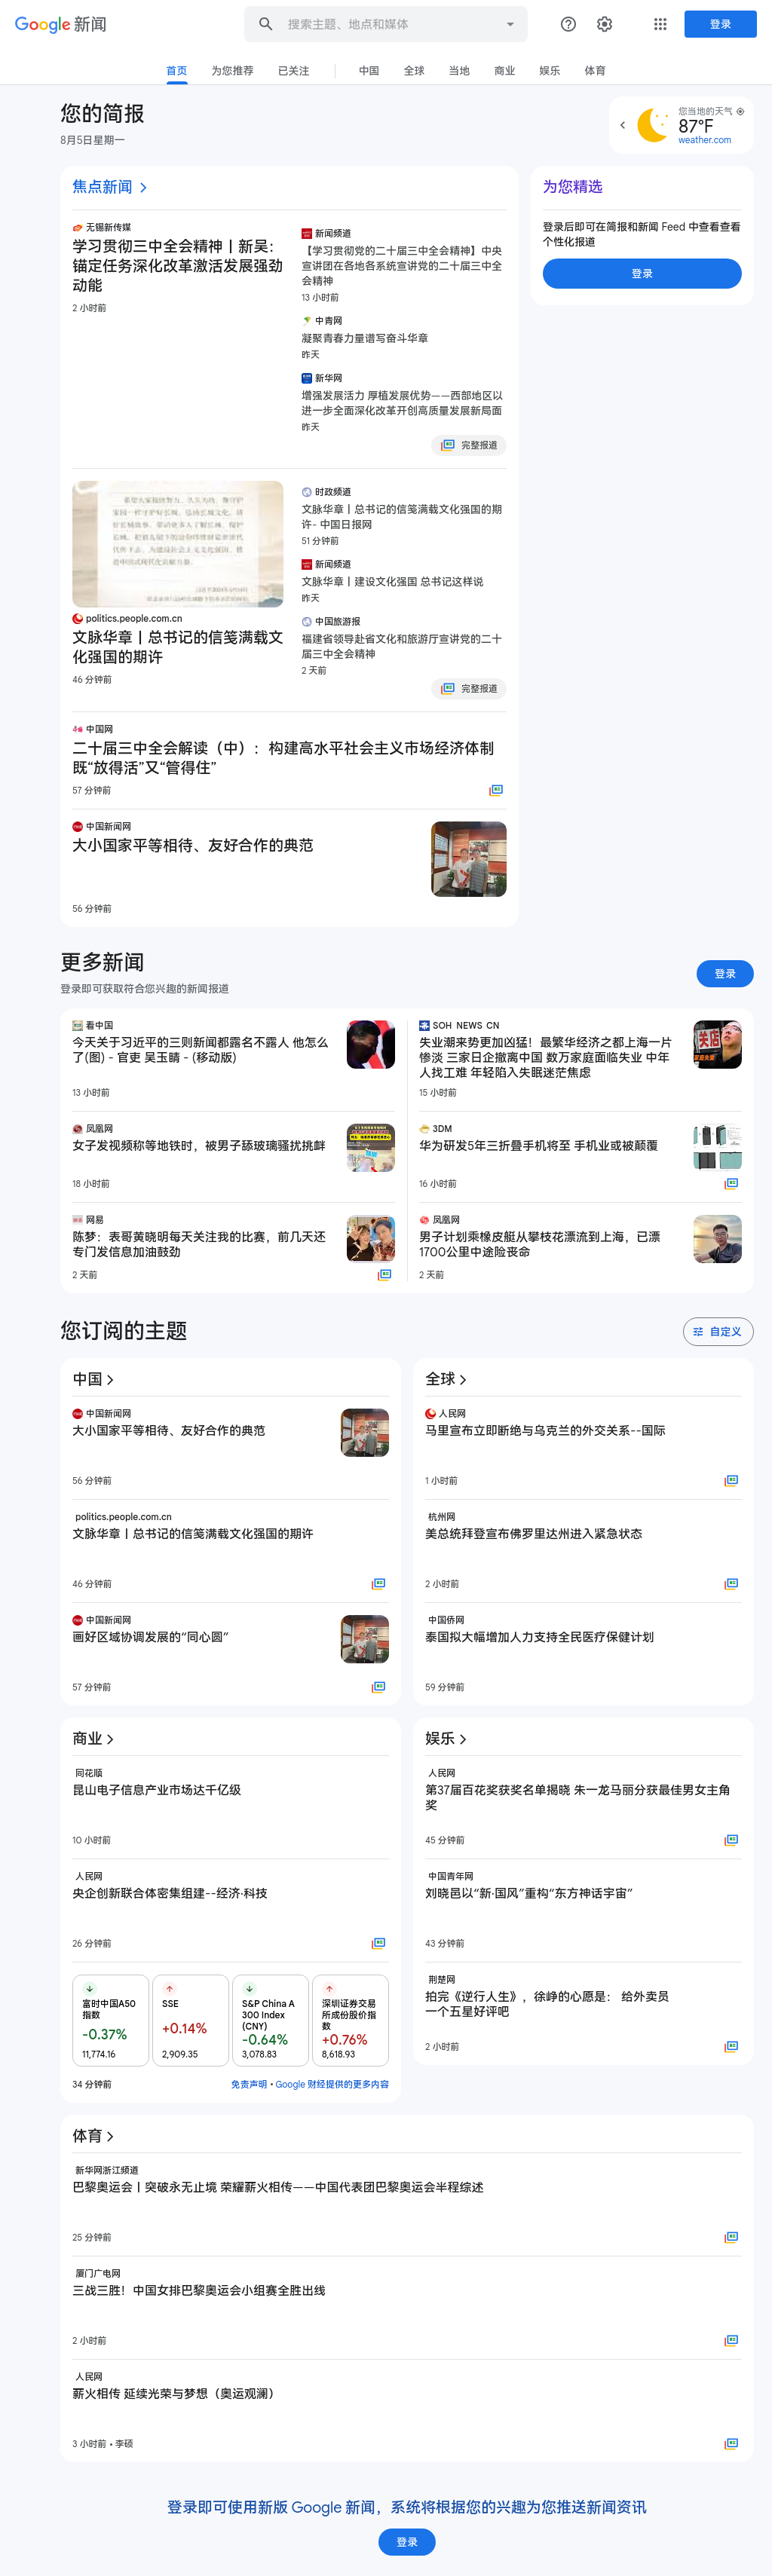 Google 新闻
搜索主题、地点和媒体
登录
首页
为您推荐
已关注
中国
全球
当地
商业
娱乐
体育
您的简报
8月5日星期一
您当地的天气
87°F
weather.com
焦点新闻
无锡新传媒
学习贯彻三中全会精神丨新吴：
锚定任务深化改革激活发展强劲
动能
2 小时前
新闻频道
【学习贯彻党的二十届三中全会精神】中央
宣讲团在各地各系统宣讲党的二十届三中全
会精神
13 小时前
中青网
凝聚青春力量谱写奋斗华章
昨天
新华网
增强发展活力 厚植发展优势——西部地区以
进一步全面深化改革开创高质量发展新局面
昨天
完整报道
politics.people.com.cn
文脉华章丨总书记的信笺满载文
化强国的期许
46 分钟前
时政频道
文脉华章丨总书记的信笺满载文化强国的期
许- 中国日报网
51 分钟前
新闻频道
文脉华章丨建设文化强国 总书记这样说
昨天
中国旅游报
福建省领导赴省文化和旅游厅宣讲党的二十
届三中全会精神
2 天前
完整报道
中国网
二十届三中全会解读（中）：构建高水平社会主义市场经济体制
既“放得活”又“管得住”
57 分钟前
中国新闻网
大小国家平等相待、友好合作的典范
56 分钟前
为您精选
登录后即可在简报和新闻 Feed 中查看查看
个性化报道
登录
更多新闻
登录即可获取符合您兴趣的新闻报道
登录
看中国
今天关于习近平的三则新闻都露名不露人 他怎么
了(图) - 官吏 吴玉睛 - (移动版)
13 小时前
SOH NEWS CN
失业潮来势更加凶猛！最繁华经济之都上海一片
惨淡 三家日企撤离中国 数万家庭面临失业 中年
人找工难 年轻陷入失眠迷茫焦虑
15 小时前
关店
凤凰网
女子发视频称等地铁时，被男子舔玻璃骚扰挑衅
18 小时前
3DM
华为研发5年三折叠手机将至 手机业或被颠覆
16 小时前
网易
陈梦：表哥黄晓明每天关注我的比赛，前几天还
专门发信息加油鼓劲
2 天前
凤凰网
男子计划乘橡皮艇从攀枝花漂流到上海，已漂
1700公里中途险丧命
2 天前
您订阅的主题
自定义
中国
中国新闻网
大小国家平等相待、友好合作的典范
56 分钟前
politics.people.com.cn
文脉华章丨总书记的信笺满载文化强国的期许
46 分钟前
中国新闻网
画好区域协调发展的“同心圆”
57 分钟前
全球
人民网
马里宣布立即断绝与乌克兰的外交关系--国际
1 小时前
杭州网
美总统拜登宣布佛罗里达州进入紧急状态
2 小时前
中国侨网
泰国拟大幅增加人力支持全民医疗保健计划
59 分钟前
商业
同花顺
昆山电子信息产业市场达千亿级
10 小时前
人民网
央企创新联合体密集组建--经济·科技
26 分钟前
富时中国A50
指数
-0.37%
11,774.16
SSE
+0.14%
2,909.35
S&P China A
300 Index
(CNY)
-0.64%
3,078.83
深圳证券交易
所成份股价指
数
+0.76%
8,618.93
34 分钟前
免责声明 • Google 财经提供的更多内容
娱乐
人民网
第37届百花奖获奖名单揭晓 朱一龙马丽分获最佳男女主角
奖
45 分钟前
中国青年网
刘晓邑以“新·国风”重构“东方神话宇宙”
43 分钟前
荆楚网
拍完《逆行人生》，徐峥的心愿是： 给外卖员
一个五星好评吧
2 小时前
体育
新华网浙江频道
巴黎奥运会丨突破永无止境 荣耀薪火相传——中国代表团巴黎奥运会半程综述
25 分钟前
厦门广电网
三战三胜！中国女排巴黎奥运会小组赛全胜出线
2 小时前
人民网
薪火相传 延续光荣与梦想（奥运观澜）
3 小时前 • 李硕
登录即可使用新版 Google 新闻，系统将根据您的兴趣为您推送新闻资讯
登录